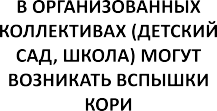 В ОРГАНИЗОВАННЫХ
КОЛЛЕКТИВАХ (ДЕТСКИЙ
САД, ШКОЛА) МОГУТ
ВОЗНИКАТЬ ВСПЫШКИ
КОРИ